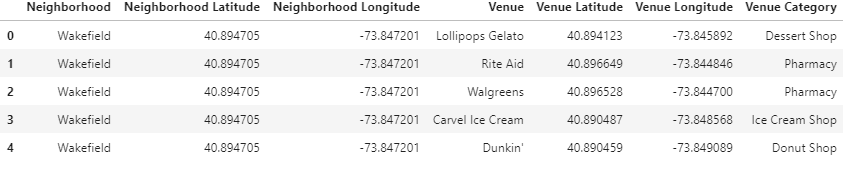 Neighborhood Neighborhood Latitude Neighborhood Longitude Venue Venue Latitude Venue Longitude Venue Category
0 Wakefield 40.894705 -73.847201 Lollipops Gelato 40.894123 -73.845892 Dessert Shop
1 Wakefield 40.894705 -73.847201 Rite Aid 40.896649 -73.844846 Pharmacy
2 Wakefield 40.894705 -73.847201 Walgreens 40.896528 -73.844700 Pharmacy
3 Wakefield 40.894705 -73.847201 Carvel Ice Cream 40.890487 -73.848568 Ice Cream Shop
4 Wakefield 40.894705 -73.847201 Dunkin' 40.890459 -73.849089 Donut Shop